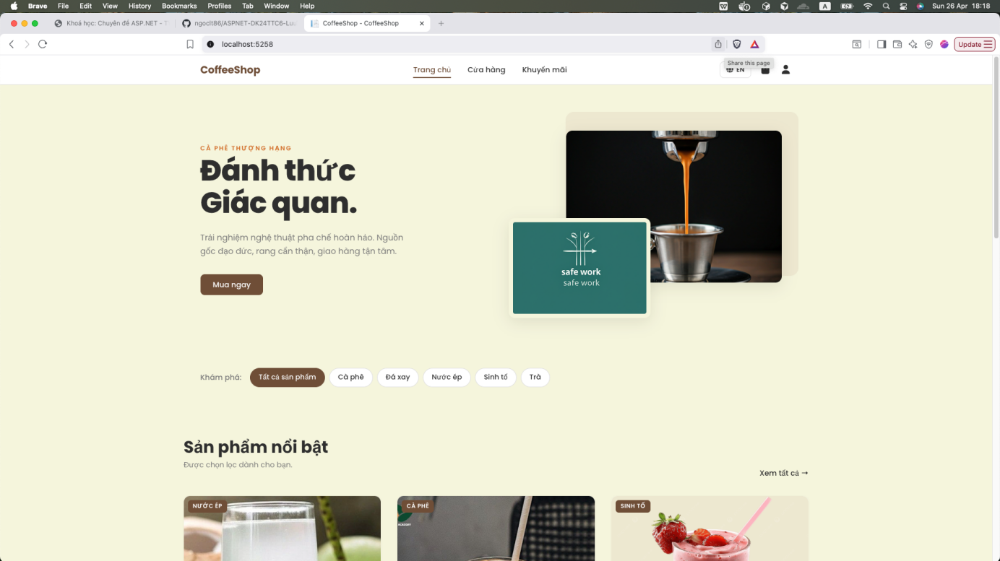 Brave File Edit View History Bookmarks Profiles Tab Window Help
A Sun 26 Apr 18:18
Khoá học: Chuyên đề ASP.NET - T
ngoclt86/ASPNET-DK24TTC6-Lu
CoffeeShop - CoffeeShop
localhost:5258
Update
Share this page
CoffeeShop
Trang chủ Cửa hàng Khuyến mãi
EN
CÀ PHÊ THƯỢNG HẠNG
Đánh thức
Giác quan.
Trải nghiệm nghệ thuật pha chế hoàn hảo. Nguồn
gốc đạo đức, rang cẩn thận, giao hàng tận tâm.
Mua ngay
safe work
safe work
Khám phá: Tất cả sản phẩm Cà phê Đá xay Nước ép Sinh tố Trà
Sản phẩm nổi bật
Được chọn lọc dành cho bạn.
Xem tất cả →
NƯỚC ÉP
CÀ PHÊ
ACADEMY
SINH TỐ